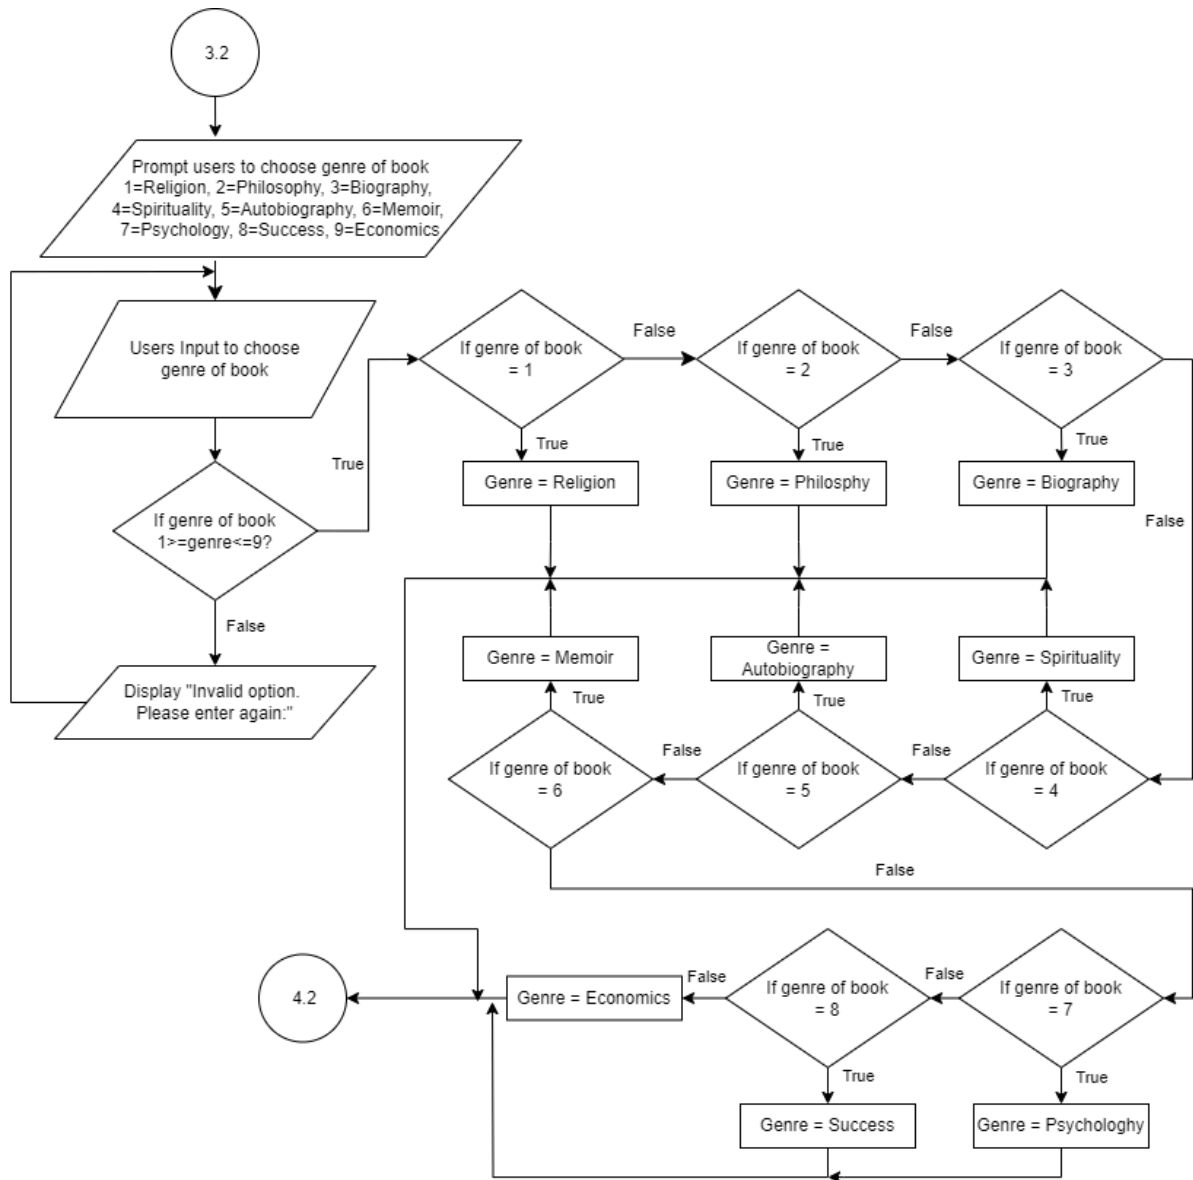 3.2
Prompt users to choose genre of book
1=Religion, 2=Philosophy, 3=Biography,
4=Spirituality, 5=Autobiography, 6=Memoir,
7=Psychology, 8=Success, 9=Economics
Users Input to choose
genre of book
If genre of book
1>=genre<=9?
True
False
Display "Invalid option.
Please enter again:"
If genre of book
= 1
False
True
Genre = Religion
If genre of book
= 2
False
True
Genre = Philosphy
If genre of book
= 3
True
False
Genre = Biography
Genre = Memoir
True
Genre =
Autobiography
True
Genre = Spirituality
True
If genre of book
= 6
False
If genre of book
= 5
False
If genre of book
= 4
False
4.2
Genre = Economics
False
If genre of book
= 8
False
If genre of book
= 7
True
True
Genre = Success
Genre = Psychologhy